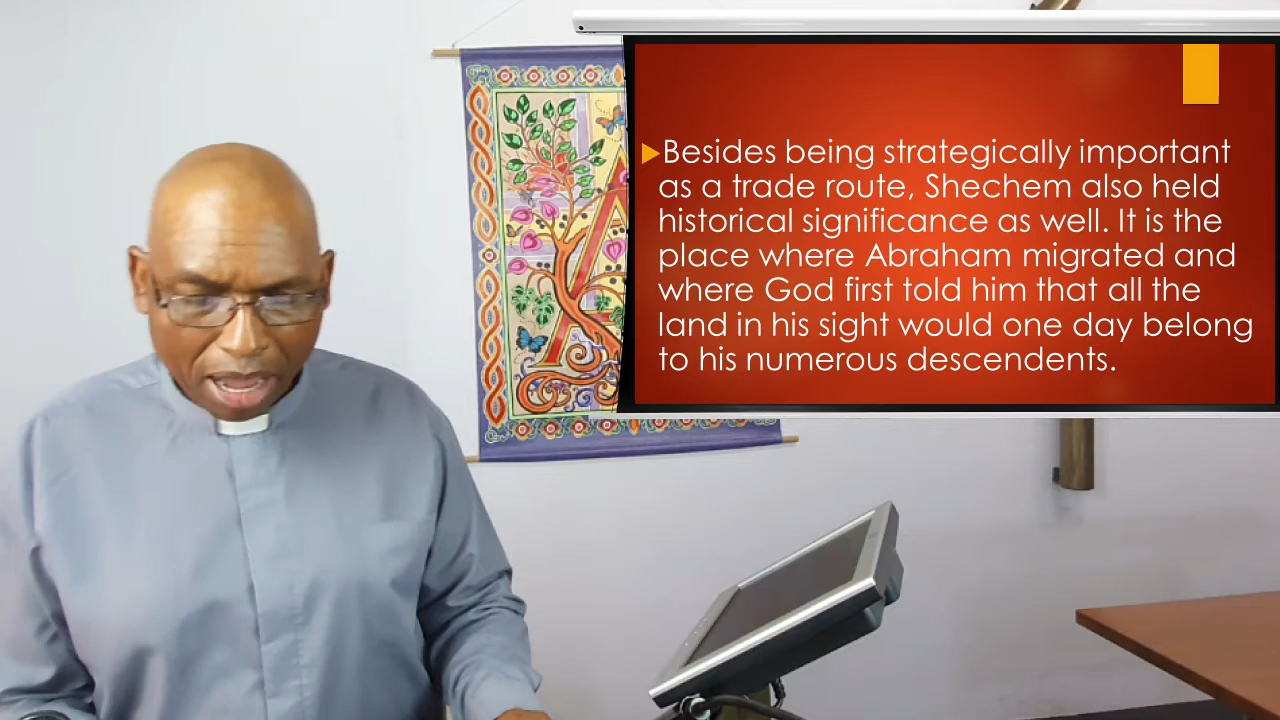 Besides being strategically important
as a trade route, Shechem also held
historical significance as well. It is the
place where Abraham migrated and
where God first told him that all the
land in his sight would one day belong
to his numerous descendents.